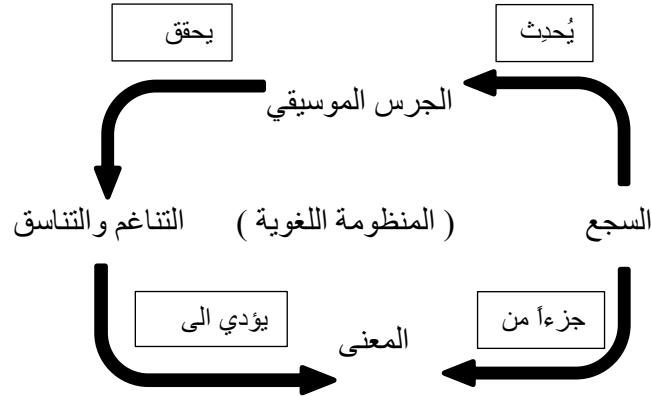 يُحدِث
يحقق
الجرس الموسيقي
السجع
( المنظومة اللغوية )
التناغم والتناسق
جزءاً من
يؤدي الى
المعنى